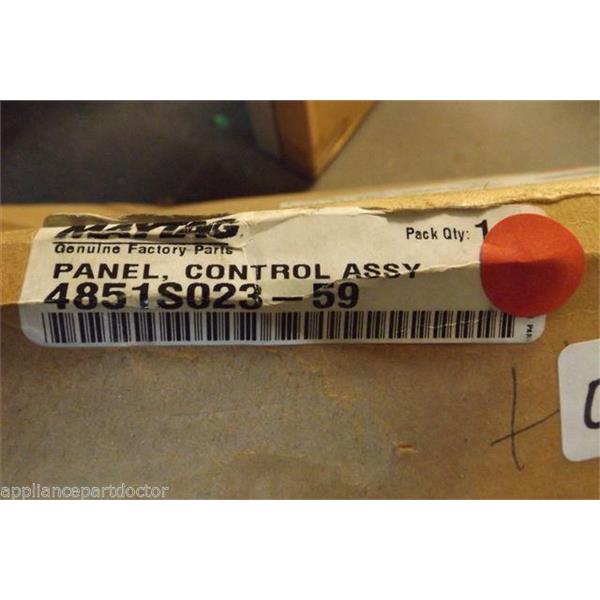 MAYTAG
Genuine Factory Parts
Pack Qty: 1
PANEL, CONTROL ASSY
4851S023-59
appliancepartdoctor